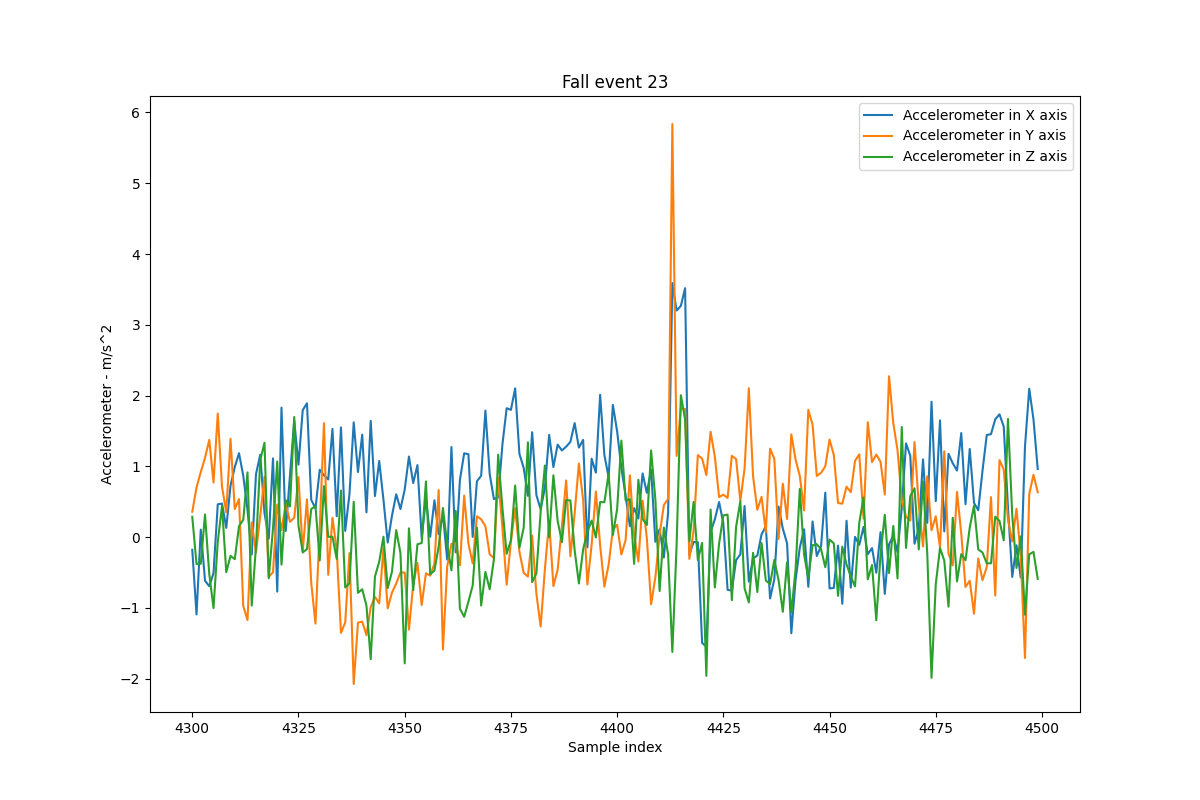 Fall event 23
Accelerometer in X axis
Accelerometer in Y axis
Accelerometer in Z axis
6
5
4
3
2
1
0
−1
−2
Accelerometer - m/s^2
4300 4325 4350 4375 4400 4425 4450 4475 4500
Sample index